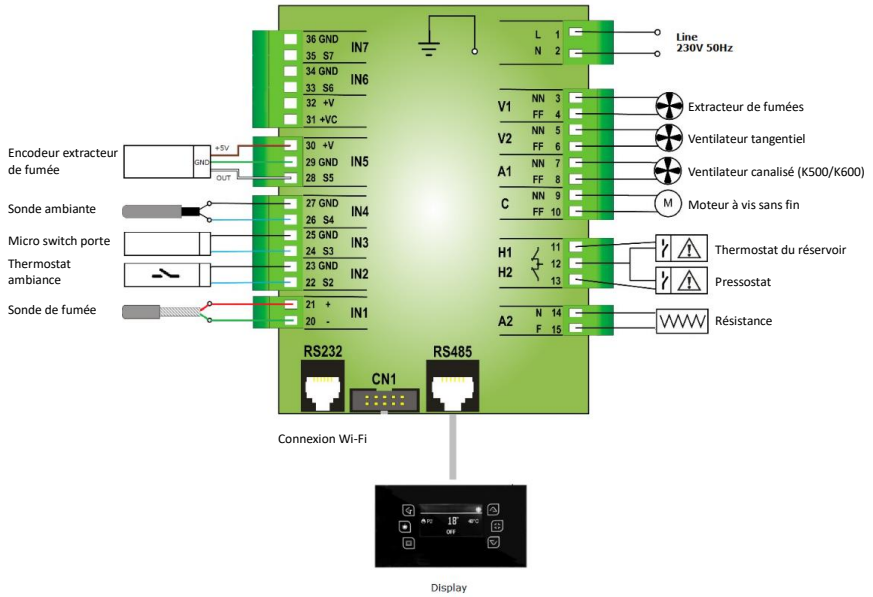 36 GND
35 S7
IN7
34 GND
33 S6
IN6
32 +V
31 +VC
Encodeur extracteur
de fumée
+5V
GND
OUT
30 +V
29 GND
28 S5
IN5
Sonde ambiante
27 GND
26 S4
IN4
Micro switch porte
25 GND
24 S3
IN3
Thermostat
ambiance
23 GND
22 S2
IN2
Sonde de fumée
21 +
20 -
IN1
L 1
N 2
Line
230V 50Hz
V1
NN 3
FF 4
Extracteur de fumées
V2
NN 5
FF 6
Ventilateur tangentiel
A1
NN 7
FF 8
Ventilateur canalisé (K500/K600)
C
NN 9
FF 10
M
Moteur à vis sans fin
H1
H2
11
12
13
Thermostat du réservoir
Pressostat
A2
N 14
F 15
Résistance
RS232
CN1
RS485
Connexion Wi-Fi
P2
18°
OFF
Display